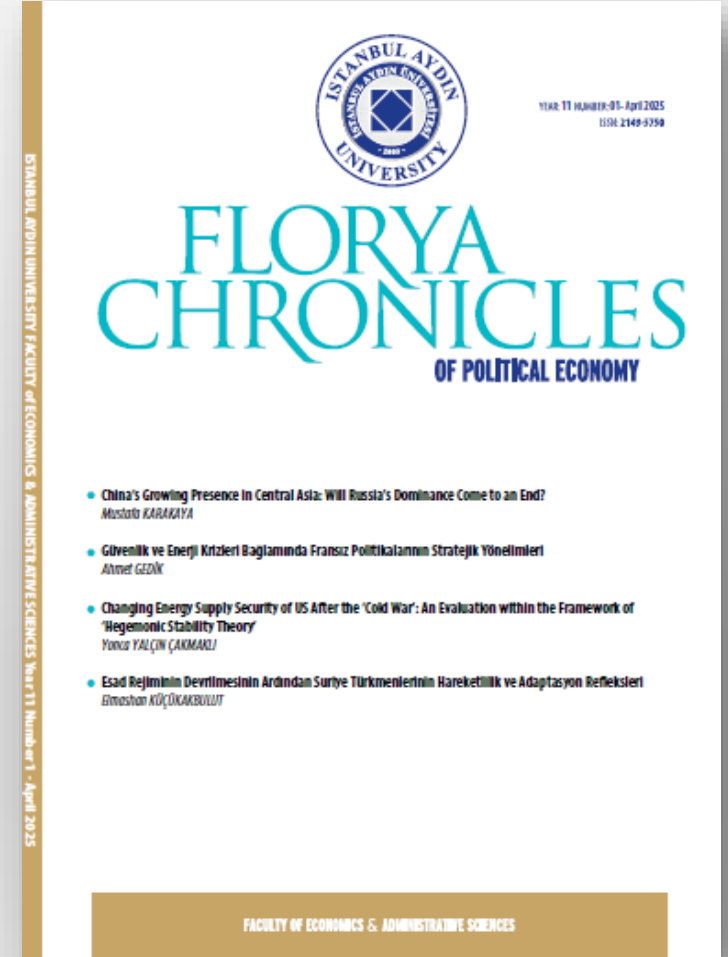 ISTANBUL AYDIN UNIVERSITY
ISTANBUL AYDIN ÜNİVERSİTESİ
YEAR: 11 NUMBER: 01- April 2025
ISSN: 2149-5750
FLORYA
CHRONICLES
OF POLITICAL ECONOMY
China's Growing Presence in Central Asia: Will Russia's Dominance Come to an End?
Mustafa KARAKAYA
Güvenlik ve Enerji Krizleri Bağlamında Fransız Politikalarının Stratejik Yönelimleri
Ahmet GEDİK
Changing Energy Supply Security of US After the 'Cold War': An Evaluation within the Framework of
'Hegemonic Stability Theory'
Yonca YALÇIN ÇAKMAKLI
Esad Rejiminin Devrilmesinin Ardından Suriye Türkmenlerinin Hareketlilik ve Adaptasyon Refleksleri
Elmashan KÜÇÜKAKBULUT
FACULTY OF ECONOMICS & ADMINISTRATIVE SCIENCES
ISTANBUL AYDIN UNIVERSITY FACULTY of ECONOMICS & ADMINISTRATIVE SCIENCES Year 11 Number 1 - April 2025